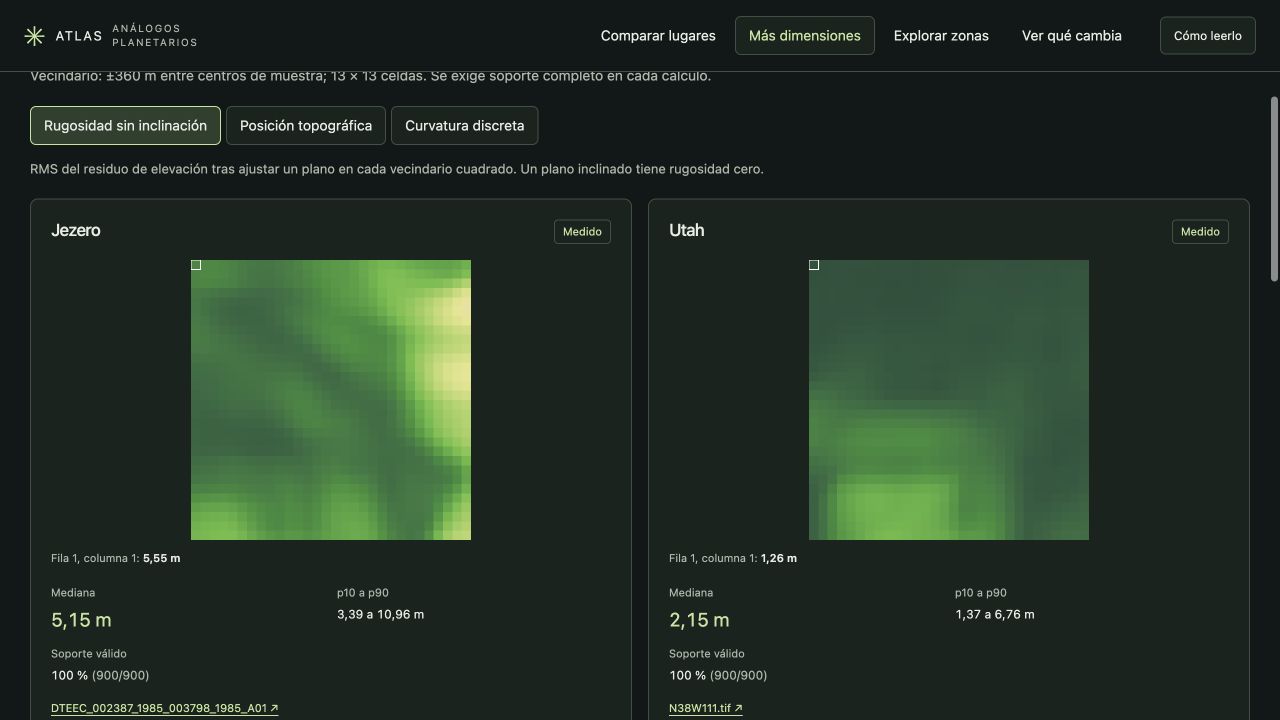 ATLAS
ANÁLOGOS
PLANETARIOS
Comparar lugares
Más dimensiones
Explorar zonas
Ver qué cambia
Cómo leerlo
Vecindario: ±360 m entre centros de muestra; 13 × 13 celdas. Se exige soporte completo en cada cálculo.
Rugosidad sin inclinación
Posición topográfica
Curvatura discreta
RMS del residuo de elevación tras ajustar un plano en cada vecindario cuadrado. Un plano inclinado tiene rugosidad cero.
Jezero
Medido
Fila 1, columna 1: 5,55 m
Mediana
p10 a p90
5,15 m
3,39 a 10,96 m
Soporte válido
100 % (900/900)
DTEEC_002387_1985_003798_1985_A01 ↗
Utah
Medido
Fila 1, columna 1: 1,26 m
Mediana
p10 a p90
2,15 m
1,37 a 6,76 m
Soporte válido
100 % (900/900)
N38W111.tif ↗